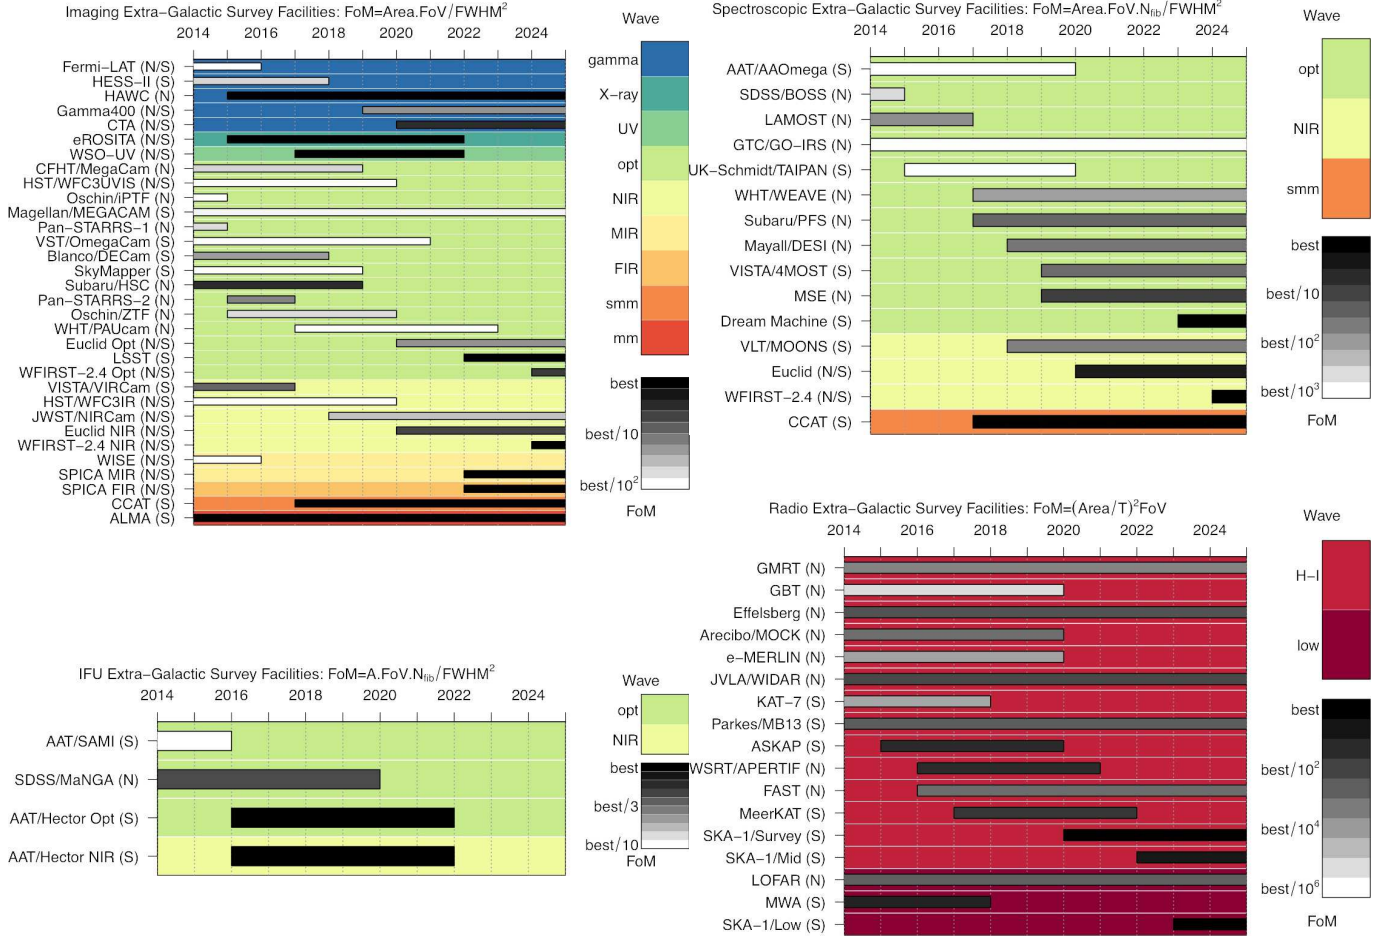 Imaging Extra-Galactic Survey Facilities: FoM=Area.FoV/FWHM²
2014 2016 2018 2020 2022 2024
Fermi-LAT (N/S)
HESS-II (S)
HAWC (N)
Gamma400 (N/S)
CTA (N/S)
eROSITA (N/S)
WSO-UV (N/S)
CFHT/MegaCam (N)
HST/WFC3UVIS (N/S)
Oschin/iPTF (N)
Magellan/MEGACAM (S)
Pan-STARRS-1 (N)
VST/OmegaCam (S)
Blanco/DECam (S)
SkyMapper (S)
Subaru/HSC (N)
Pan-STARRS-2 (N)
Oschin/ZTF (N)
WHT/PAUcam (N)
Euclid Opt (N/S)
LSST (S)
WFIRST-2.4 Opt (N/S)
VISTA/VIRCam (S)
HST/WFC3IR (N/S)
JWST/NIRCam (N/S)
Euclid NIR (N/S)
WFIRST-2.4 NIR (N/S)
WISE (N/S)
SPICA MIR (N/S)
SPICA FIR (N/S)
CCAT (S)
ALMA (S)
Wave
gamma
X-ray
UV
opt
NIR
MIR
FIR
smm
mm
best
best/10
best/10²
FoM
Spectroscopic Extra-Galactic Survey Facilities: FoM=Area.FoV.Nfib/FWHM²
2014 2016 2018 2020 2022 2024
AAT/AAOmega (S)
SDSS/BOSS (N)
LAMOST (N)
GTC/GO-IRS (N)
UK-Schmidt/TAIPAN (S)
WHT/WEAVE (N)
Subaru/PFS (N)
Mayall/DESI (N)
VISTA/4MOST (S)
MSE (N)
Dream Machine (S)
VLT/MOONS (S)
Euclid (N/S)
WFIRST-2.4 (N/S)
CCAT (S)
Wave
opt
NIR
smm
best
best/10
best/10²
best/10³
FoM
IFU Extra-Galactic Survey Facilities: FoM=A.FoV.Nfib/FWHM²
2014 2016 2018 2020 2022 2024
AAT/SAMI (S)
SDSS/MaNGA (N)
AAT/Hector Opt (S)
AAT/Hector NIR (S)
Wave
opt
NIR
best
best/3
best/10
FoM
Radio Extra-Galactic Survey Facilities: FoM=(Area/T)²FoV
2014 2016 2018 2020 2022 2024
GMRT (N)
GBT (N)
Effelsberg (N)
Arecibo/MOCK (N)
e-MERLIN (N)
JVLA/WIDAR (N)
KAT-7 (S)
Parkes/MB13 (S)
ASKAP (S)
WSRT/APERTIF (N)
FAST (N)
MeerKAT (S)
SKA-1/Survey (S)
SKA-1/Mid (S)
LOFAR (N)
MWA (S)
SKA-1/Low (S)
Wave
H-I
low
best
best/10²
best/10⁴
best/10⁶
FoM